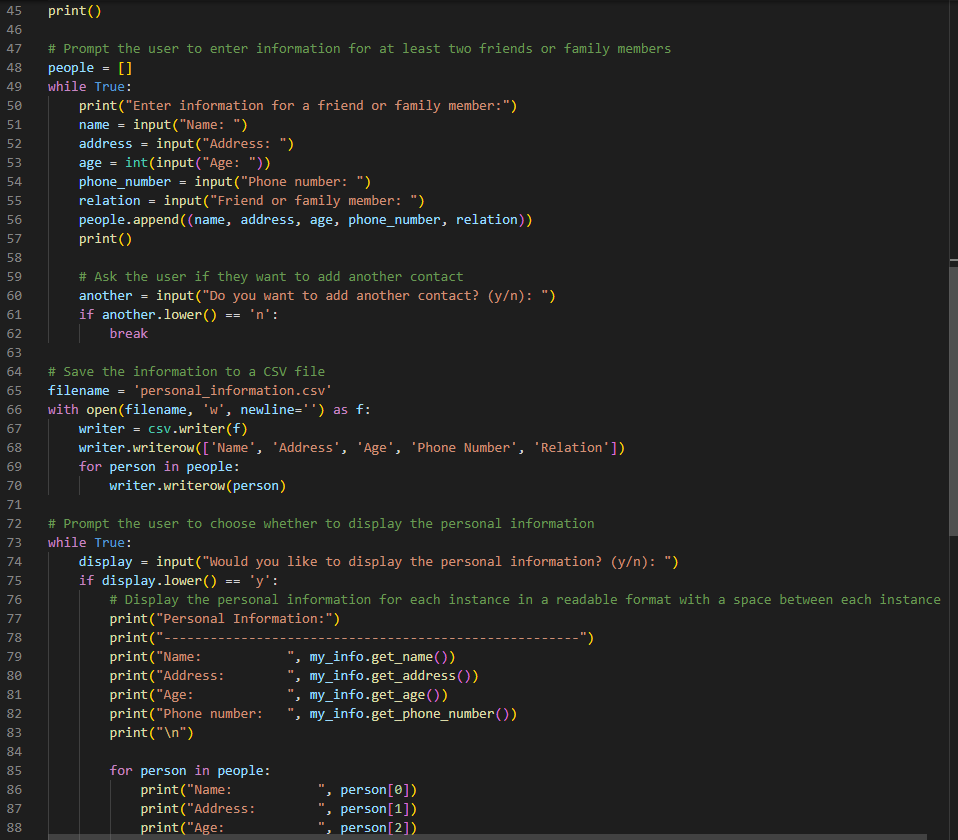 45 print()
46
47 # Prompt the user to enter information for at least two friends or family members
48 people = []
49 while True:
50     print("Enter information for a friend or family member:")
51     name = input("Name: ")
52     address = input("Address: ")
53     age = int(input("Age: "))
54     phone_number = input("Phone number: ")
55     relation = input("Friend or family member: ")
56     people.append((name, address, age, phone_number, relation))
57     print()
58
59     # Ask the user if they want to add another contact
60     another = input("Do you want to add another contact? (y/n): ")
61     if another.lower() == 'n':
62         break
63
64 # Save the information to a CSV file
65 filename = 'personal_information.csv'
66 with open(filename, 'w', newline='') as f:
67     writer = csv.writer(f)
68     writer.writerow(['Name', 'Address', 'Age', 'Phone Number', 'Relation'])
69     for person in people:
70         writer.writerow(person)
71
72 # Prompt the user to choose whether to display the personal information
73 while True:
74     display = input("Would you like to display the personal information? (y/n): ")
75     if display.lower() == 'y':
76         # Display the personal information for each instance in a readable format with a space between each instance
77         print("Personal Information:")
78         print("------------------------------------------------------")
79         print("Name:           ", my_info.get_name())
80         print("Address:        ", my_info.get_address())
81         print("Age:            ", my_info.get_age())
82         print("Phone number:   ", my_info.get_phone_number())
83         print("\n")
84
85         for person in people:
86             print("Name:           ", person[0])
87             print("Address:        ", person[1])
88             print("Age:            ", person[2])